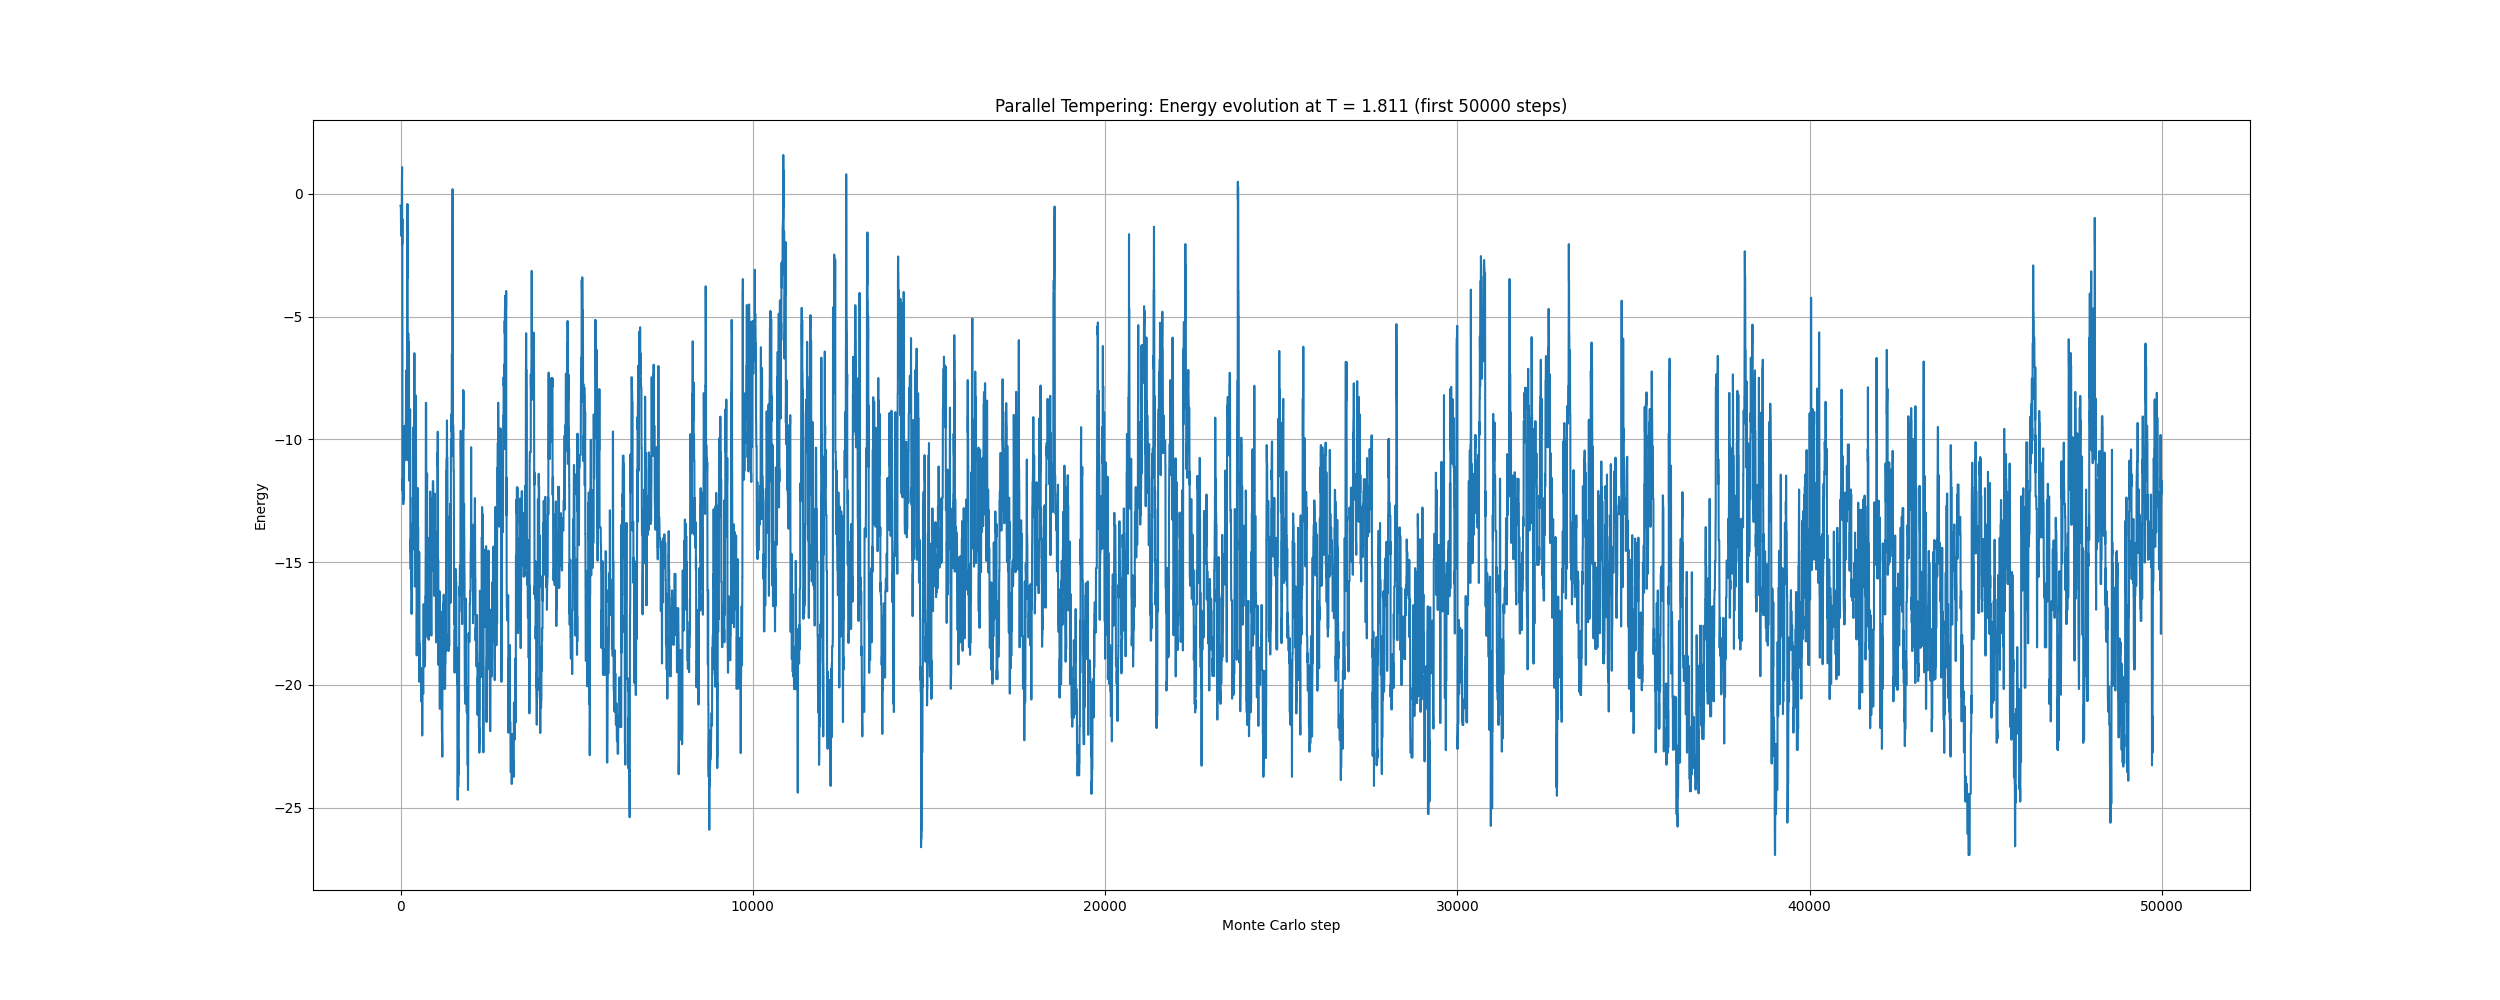 Parallel Tempering: Energy evolution at T = 1.811 (first 50000 steps)
0
−5
−10
−15
−20
−25
Energy
0 10000 20000 30000 40000 50000
Monte Carlo step